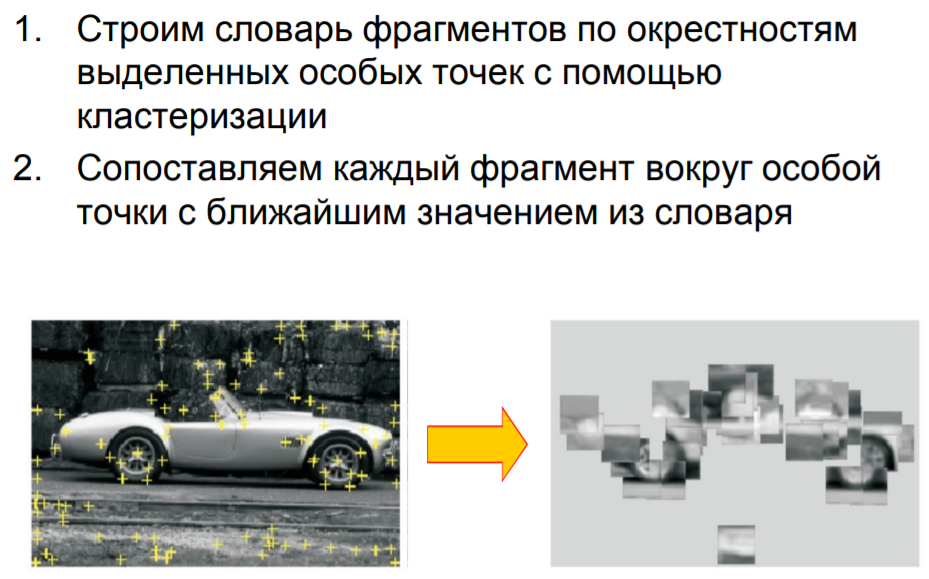 1. Строим словарь фрагментов по окрестностям
выделенных особых точек с помощью
кластеризации
2. Сопоставляем каждый фрагмент вокруг особой
точки с ближайшим значением из словаря